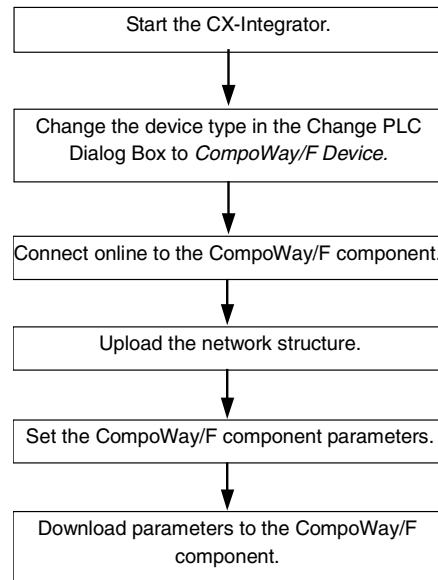 Start the CX-Integrator.
Change the device type in the Change PLC
Dialog Box to CompoWay/F Device.
Connect online to the CompoWay/F component.
Upload the network structure.
Set the CompoWay/F component parameters.
Download parameters to the CompoWay/F
component.